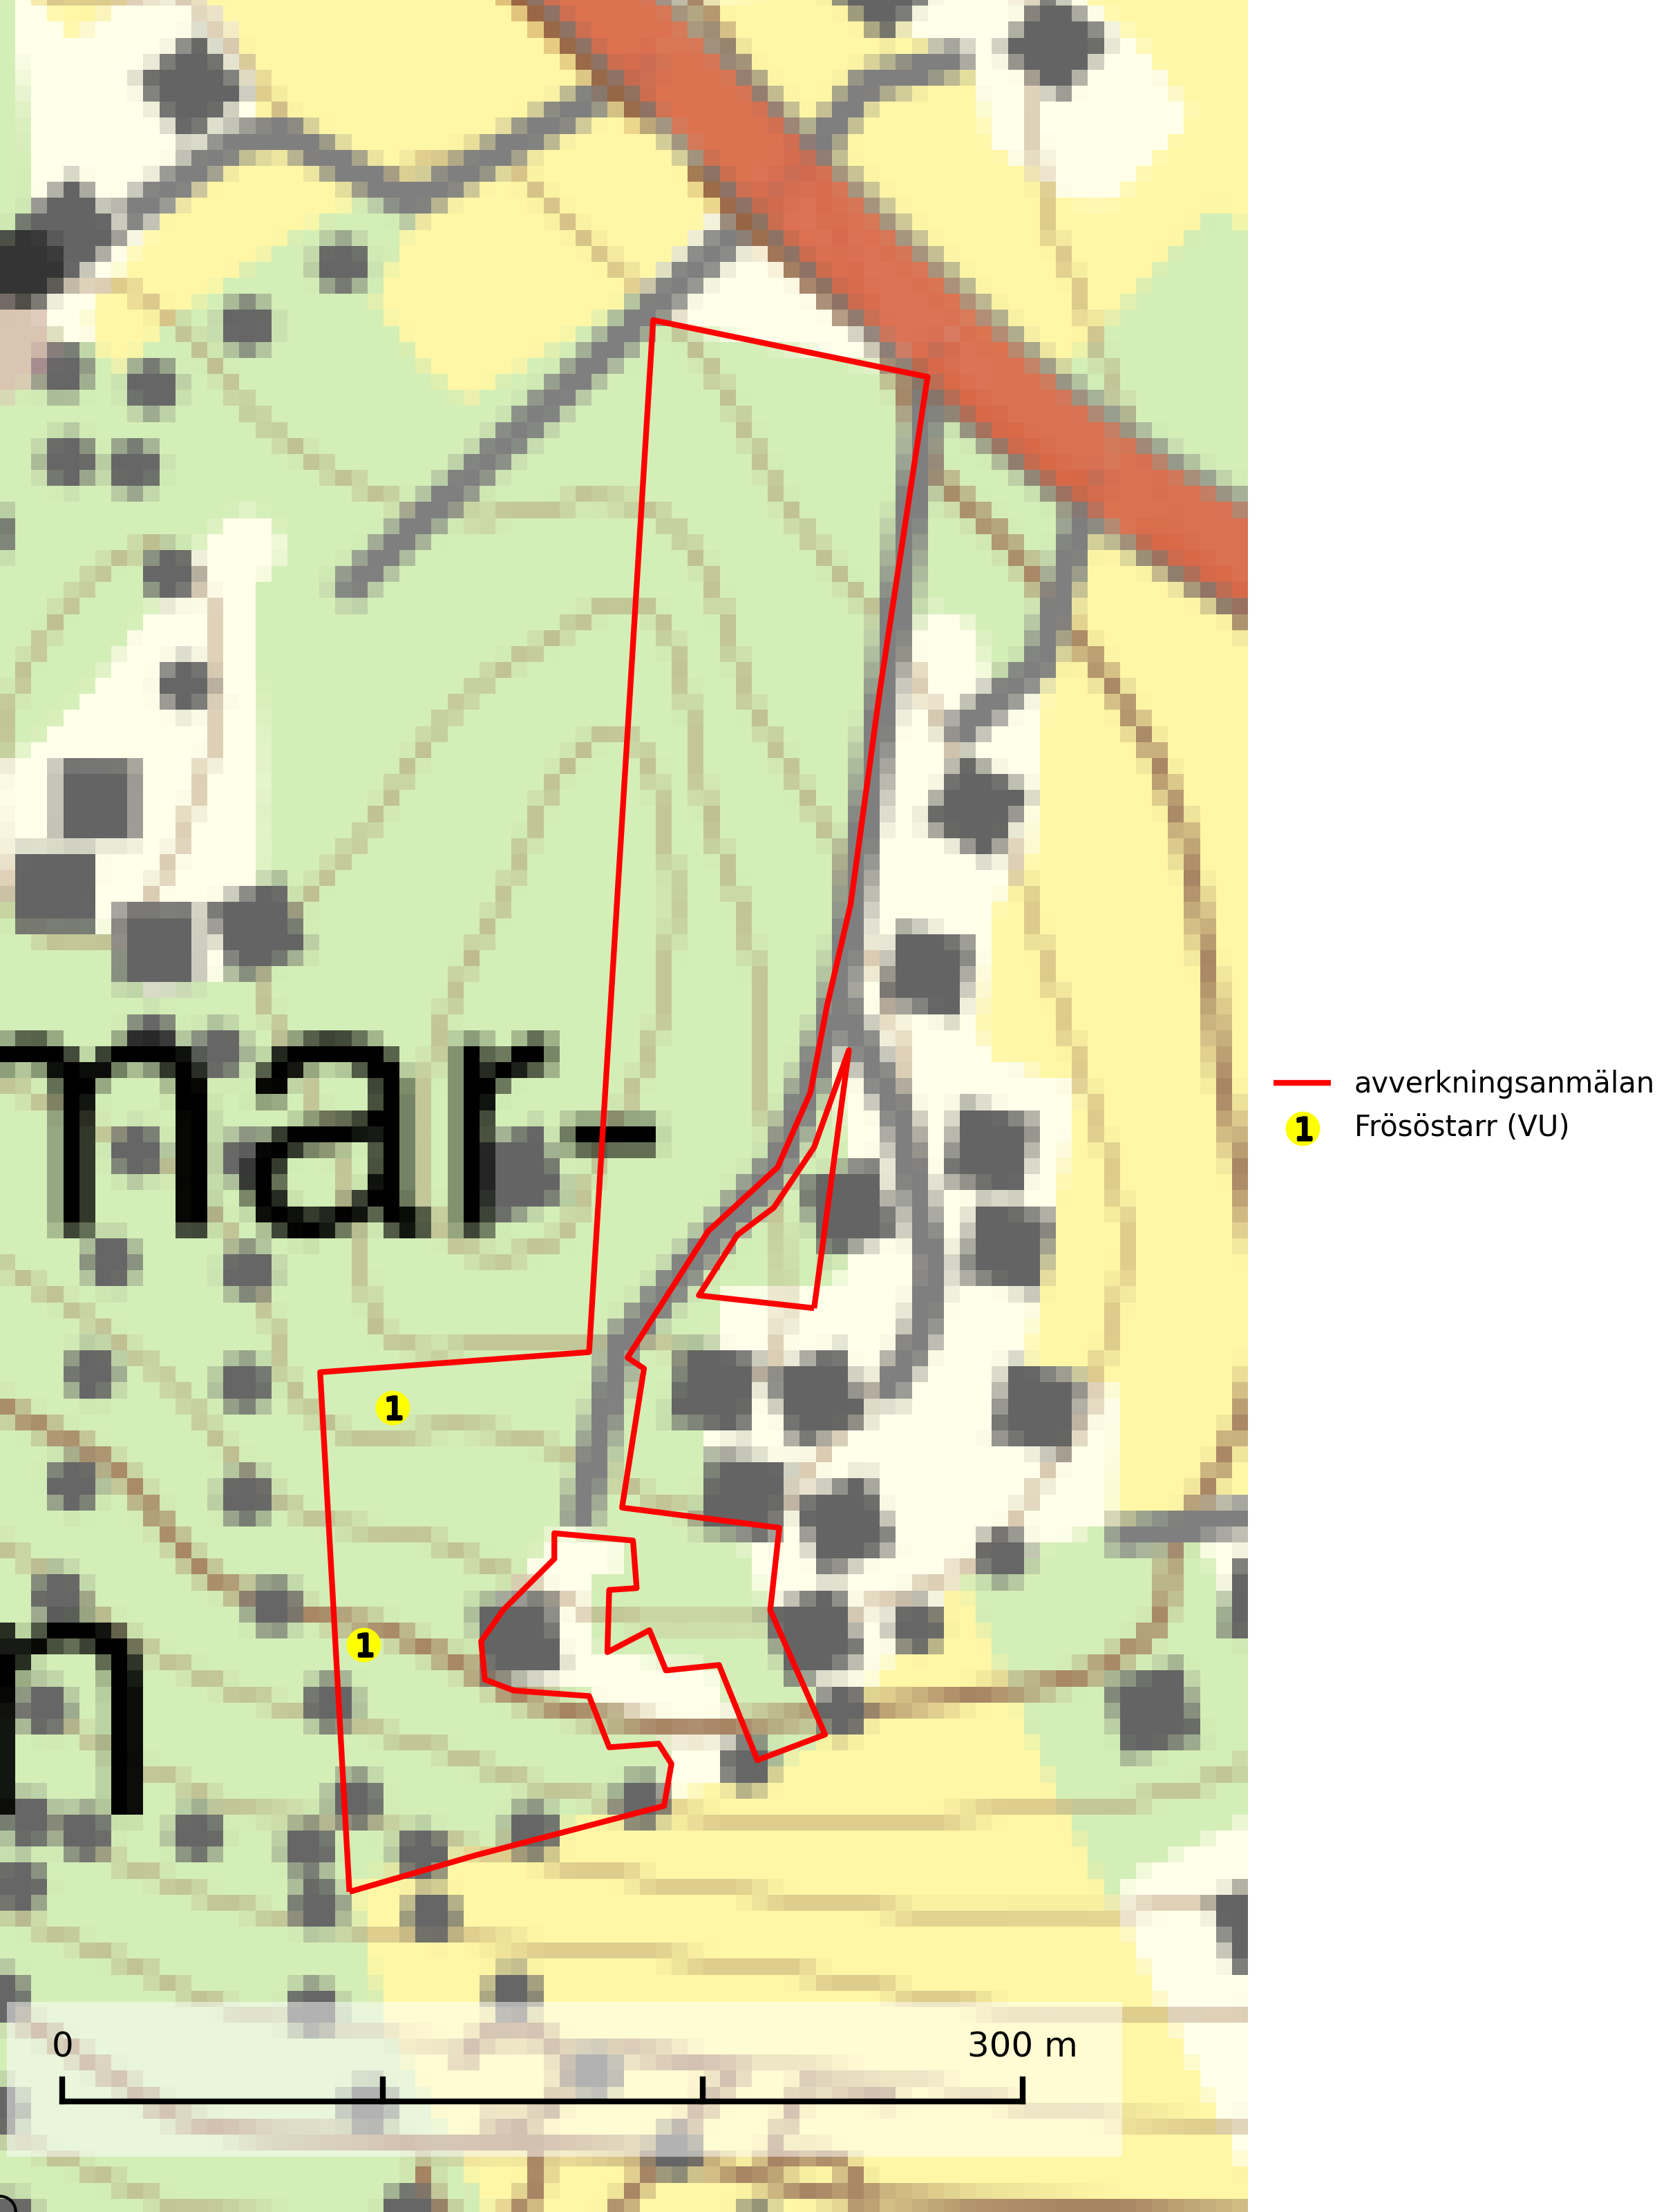 mar-
n
avverkningsanmälan
1 Frösöstarr (VU)
1
1
0 300 m